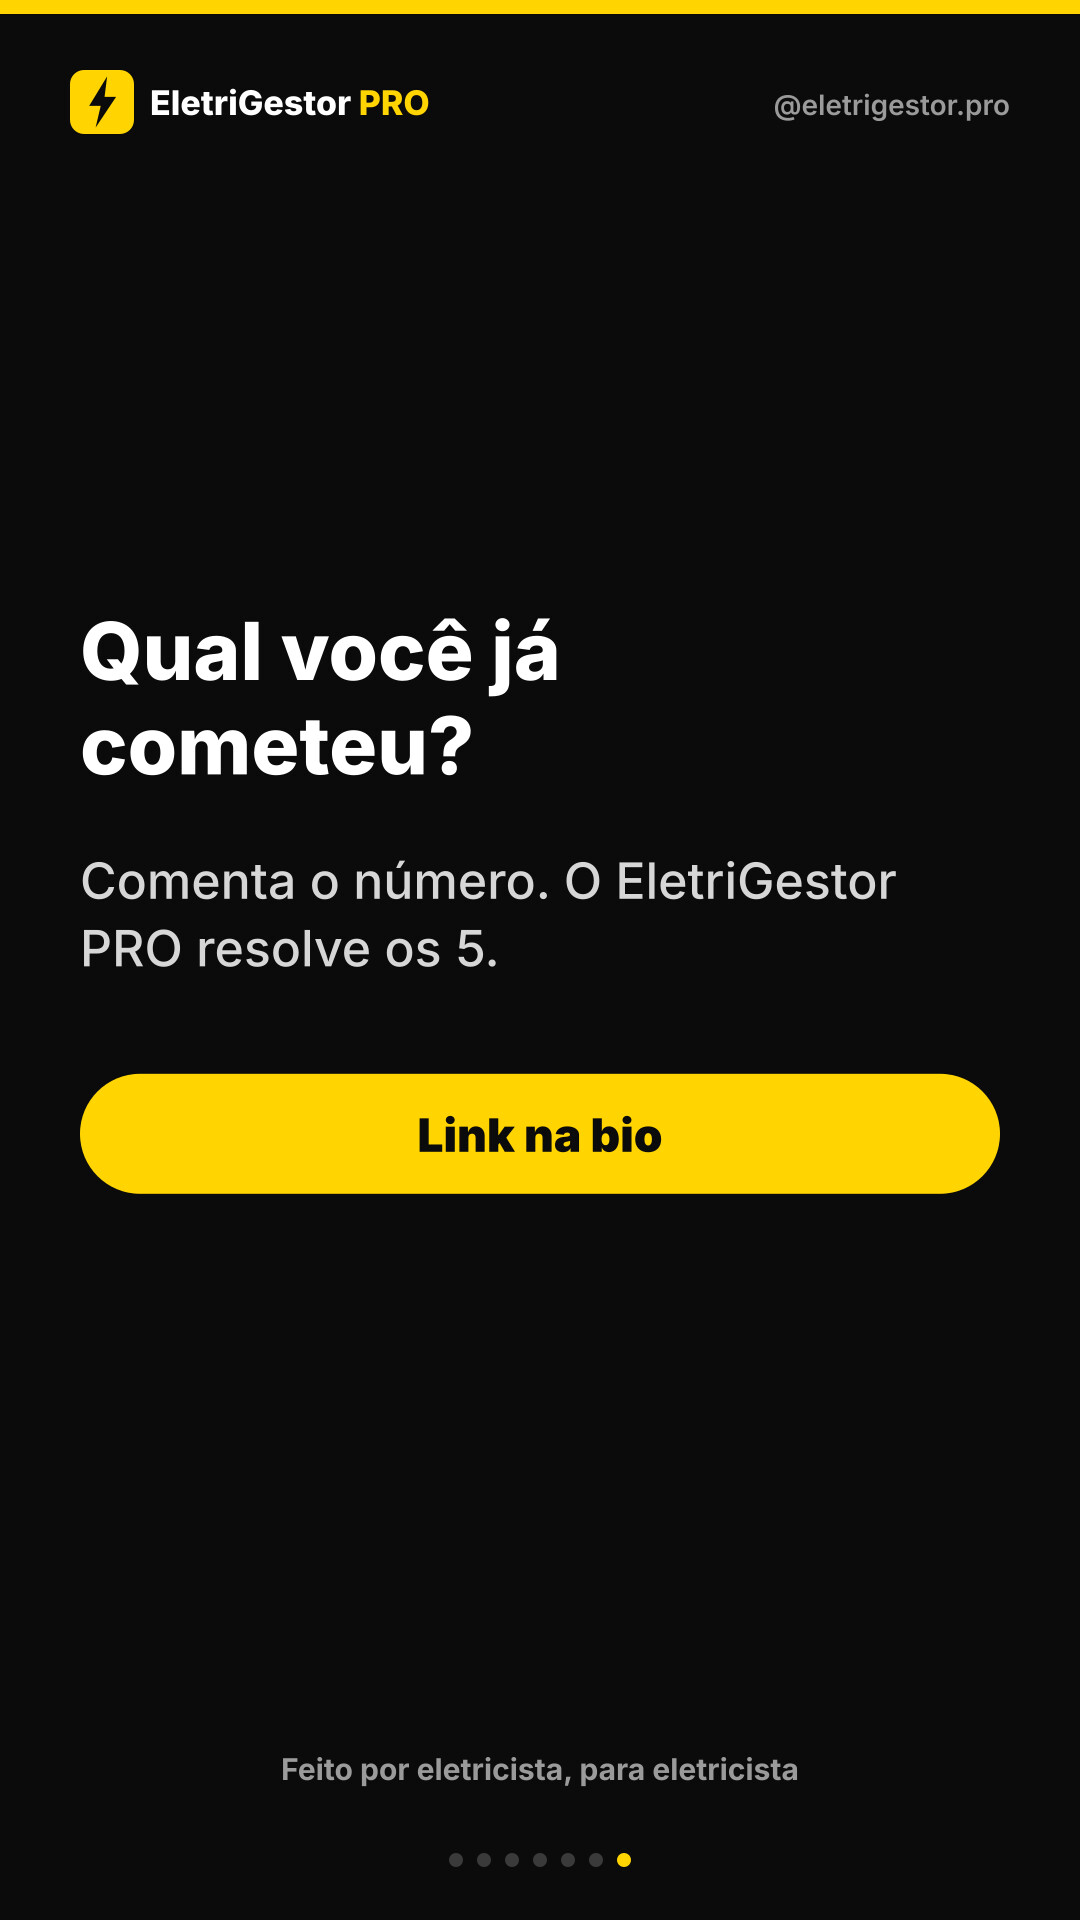 EletriGestor PRO
@eletrigestor.pro
Qual você já
cometeu?
Comenta o número. O EletriGestor
PRO resolve os 5.
Link na bio
Feito por eletricista, para eletricista